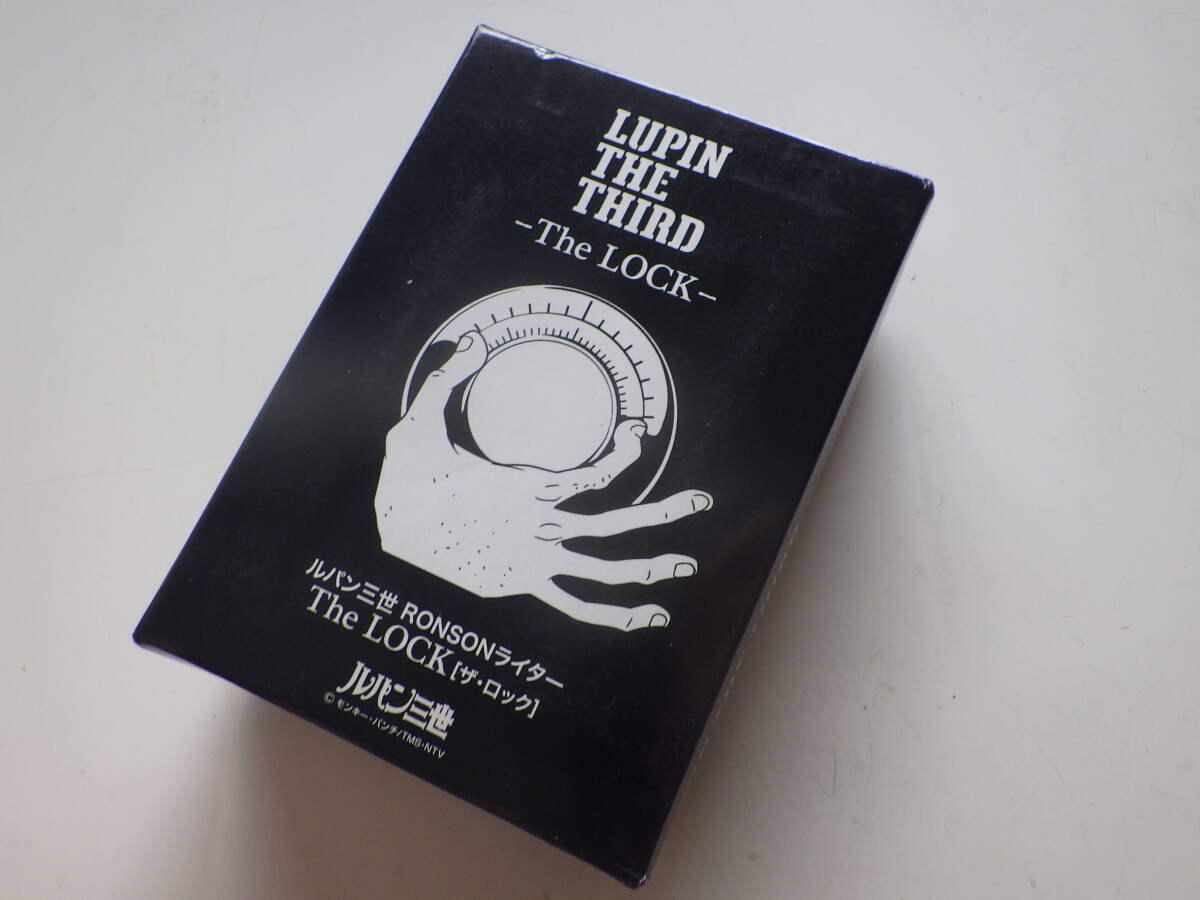 LUPIN
THE
THIRD
–The LOCK–
ルパン三世 RONSONライター
The LOCK [ザ・ロック]
ルパン三世
© モンキー・パンチ/TMS・NTV